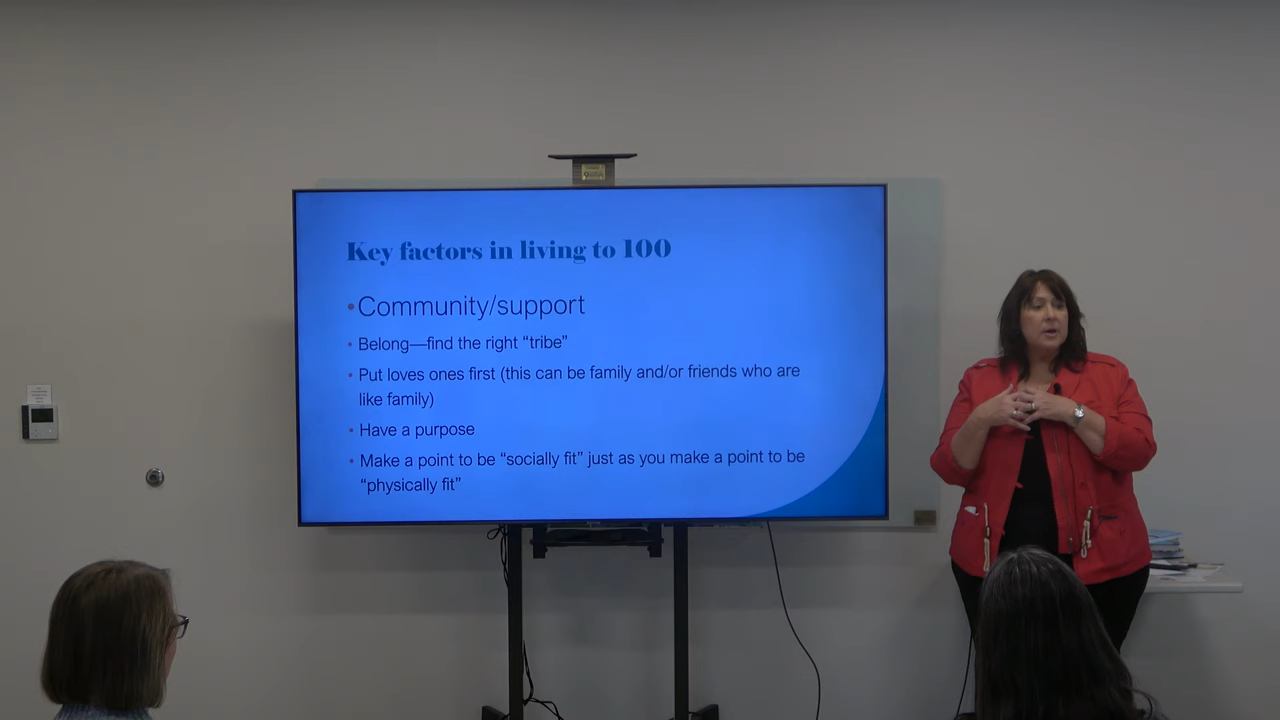 Key factors in living to 100
•Community/support
• Belong—find the right “tribe”
• Put loves ones first (this can be family and/or friends who are
like family)
• Have a purpose
• Make a point to be “socially fit” just as you make a point to be
“physically fit”